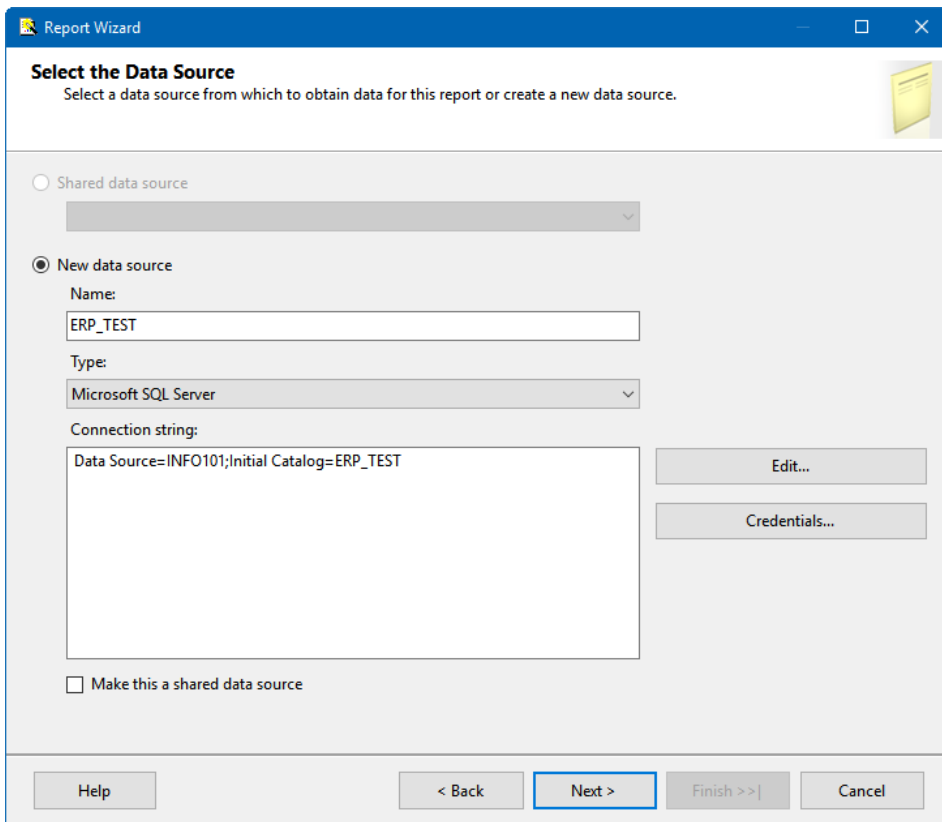 Report Wizard
Select the Data Source
Select a data source from which to obtain data for this report or create a new data source.
Shared data source
New data source
Name:
ERP_TEST
Type:
Microsoft SQL Server
Connection string:
Data Source=INFO101;Initial Catalog=ERP_TEST
Edit...
Credentials...
Make this a shared data source
Help
< Back
Next >
Finish >>|
Cancel